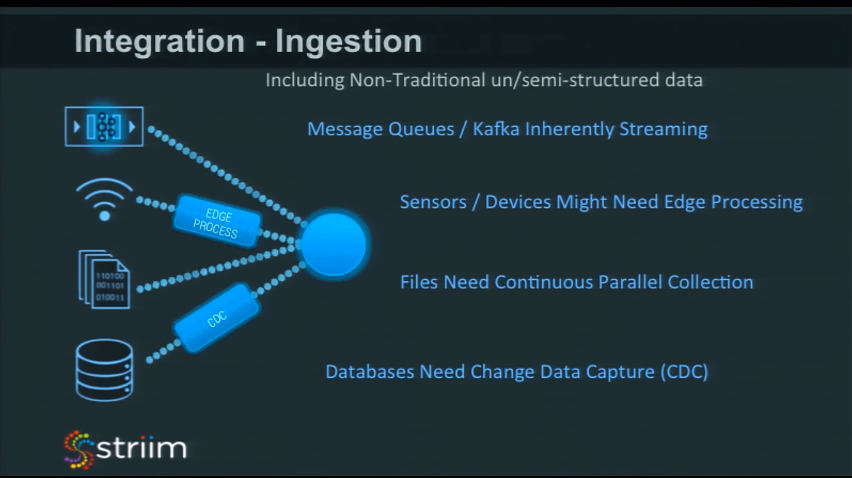 Integration - Ingestion
Including Non-Traditional un/semi-structured data
Message Queues / Kafka Inherently Streaming
Sensors / Devices Might Need Edge Processing
EDGE
PROCESS
110100
001101
010011
Files Need Continuous Parallel Collection
CDC
Databases Need Change Data Capture (CDC)
striim